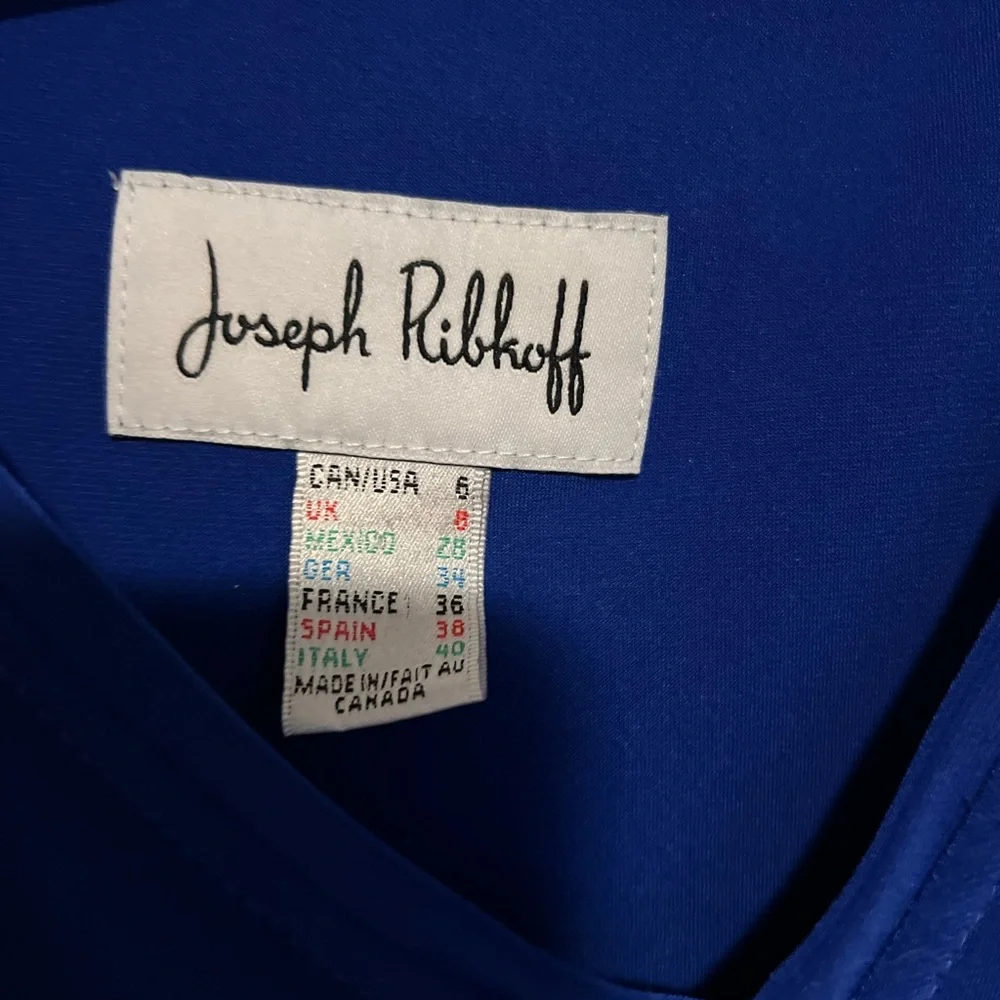 Joseph Ribkoff
CAN/USA 6
UK 8
MEXICO 28
GER 34
FRANCE 36
SPAIN 38
ITALY 40
MADE IN/FAIT AU
CANADA